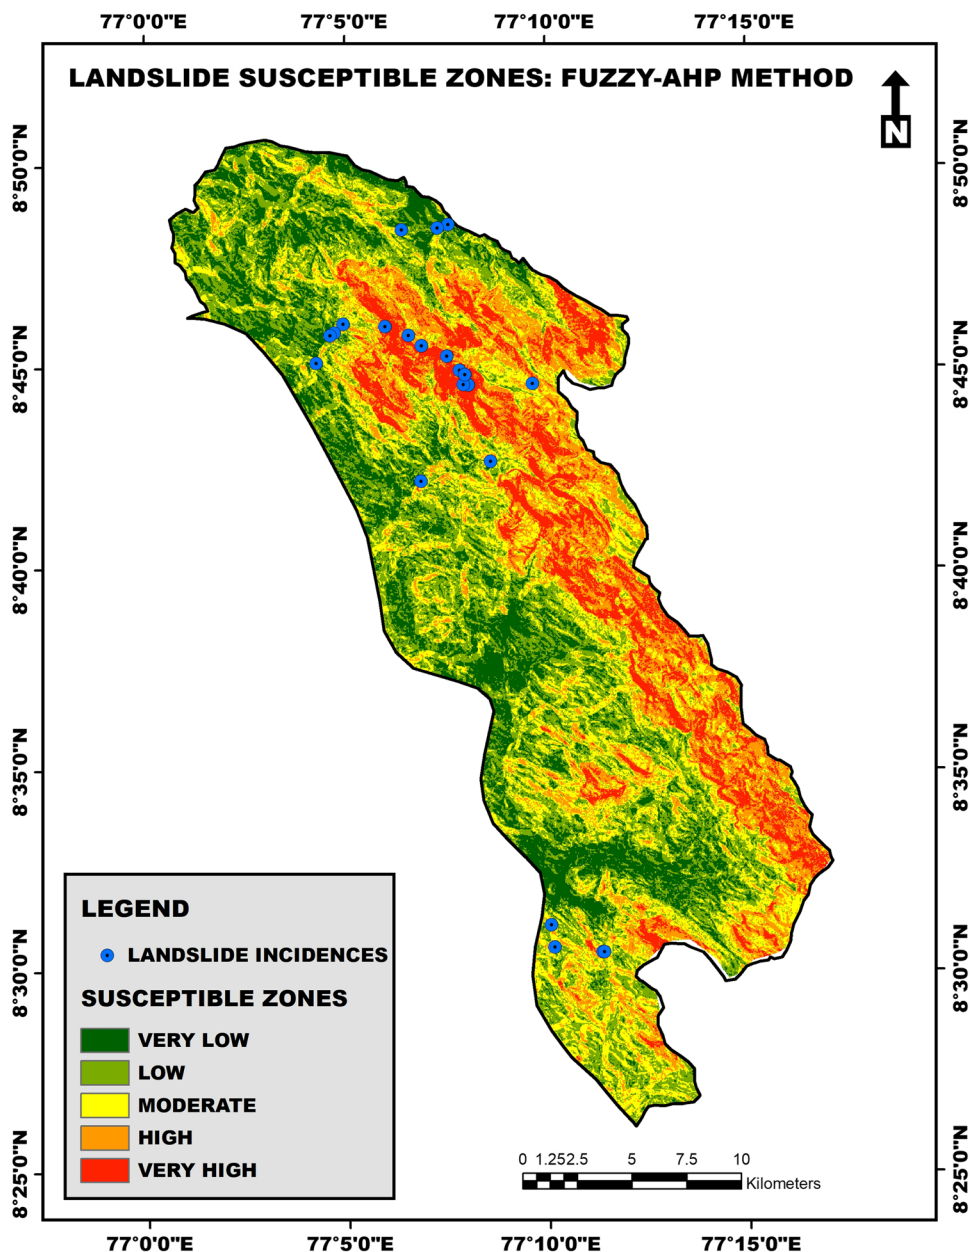 77°0'0"E 77°5'0"E 77°10'0"E 77°15'0"E
LANDSLIDE SUSCEPTIBLE ZONES: FUZZY-AHP METHOD
N
8°50'0"N 8°50'0"N
8°45'0"N 8°45'0"N
8°40'0"N 8°40'0"N
8°35'0"N 8°35'0"N
8°30'0"N 8°30'0"N
8°25'0"N 8°25'0"N
LEGEND
LANDSLIDE INCIDENCES
SUSCEPTIBLE ZONES
VERY LOW
LOW
MODERATE
HIGH
VERY HIGH
0 1.252.5 5 7.5 10
Kilometers
77°0'0"E 77°5'0"E 77°10'0"E 77°15'0"E